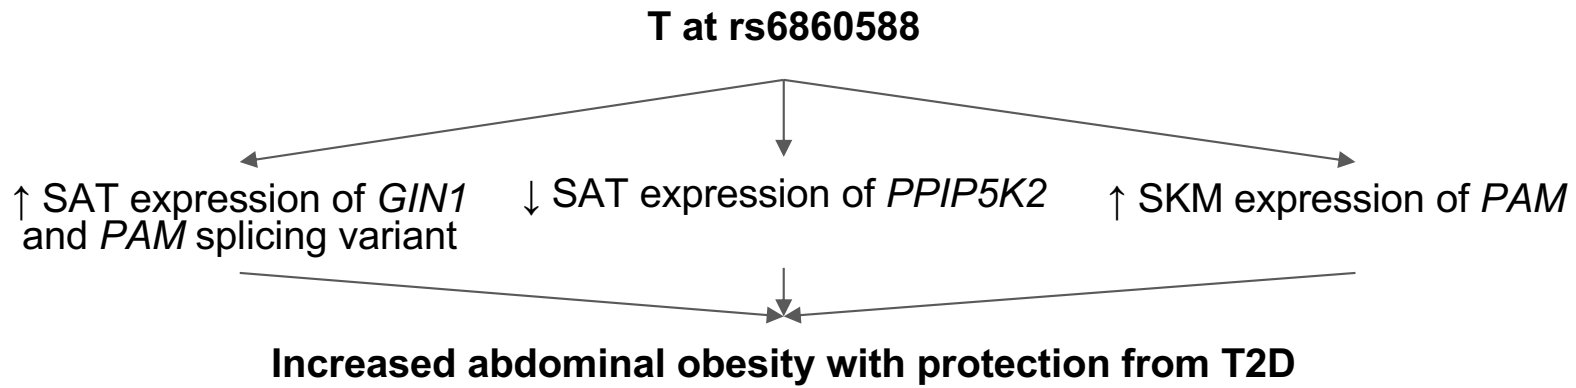 T at rs6860588
↑ SAT expression of GIN1
and PAM splicing variant
↓ SAT expression of PPIP5K2
↑ SKM expression of PAM
Increased abdominal obesity with protection from T2D